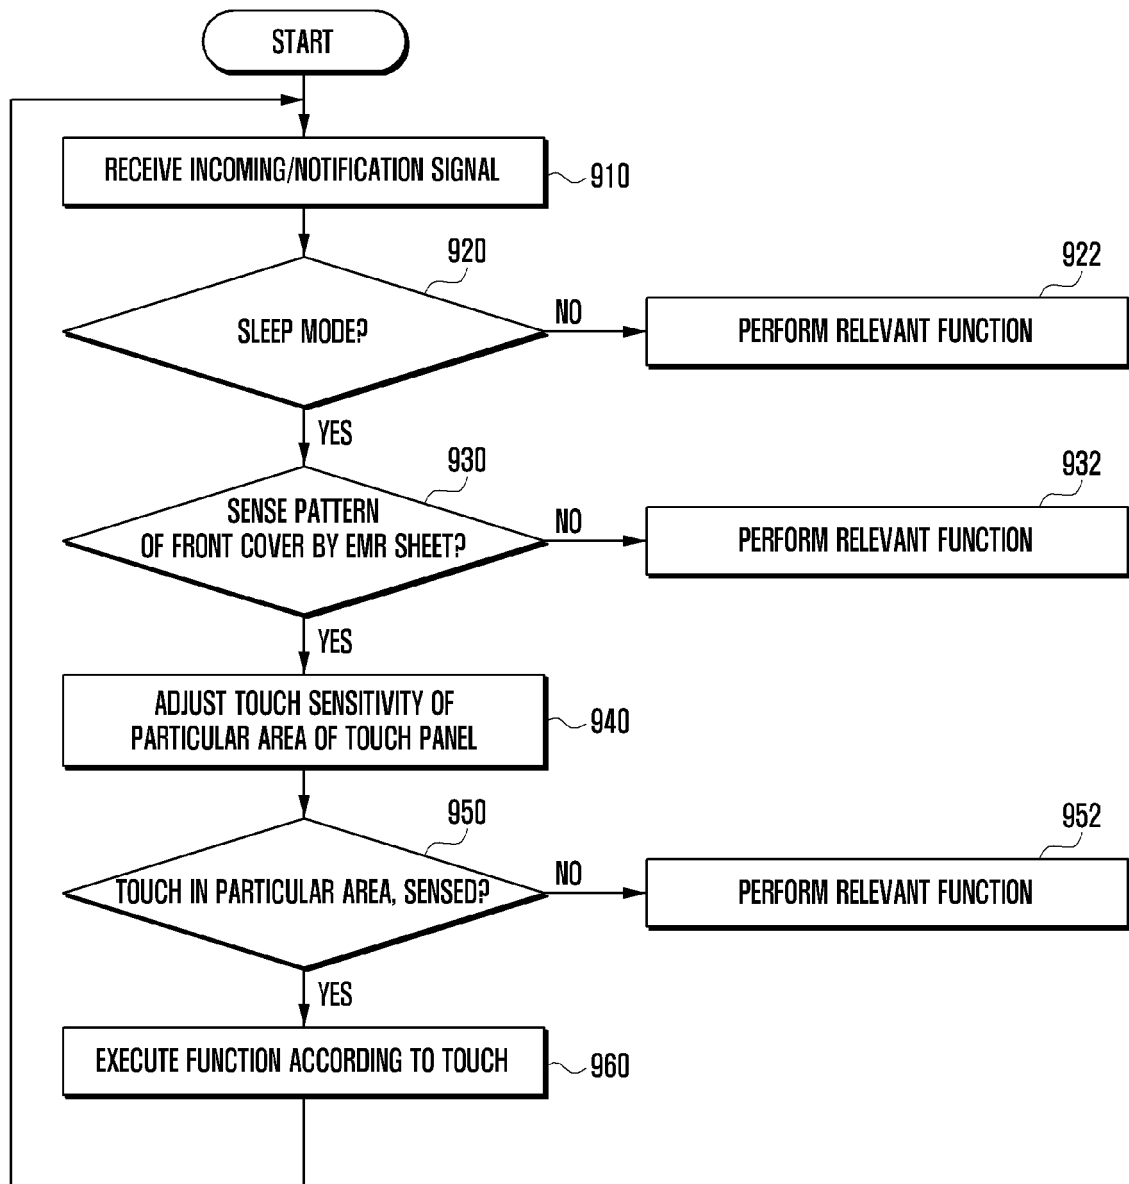 START
RECEIVE INCOMING/NOTIFICATION SIGNAL
910
920
SLEEP MODE?
NO
922
PERFORM RELEVANT FUNCTION
YES
930
SENSE PATTERN
OF FRONT COVER BY EMR SHEET?
NO
932
PERFORM RELEVANT FUNCTION
YES
ADJUST TOUCH SENSITIVITY OF
PARTICULAR AREA OF TOUCH PANEL
940
950
TOUCH IN PARTICULAR AREA, SENSED?
NO
952
PERFORM RELEVANT FUNCTION
YES
EXECUTE FUNCTION ACCORDING TO TOUCH
960